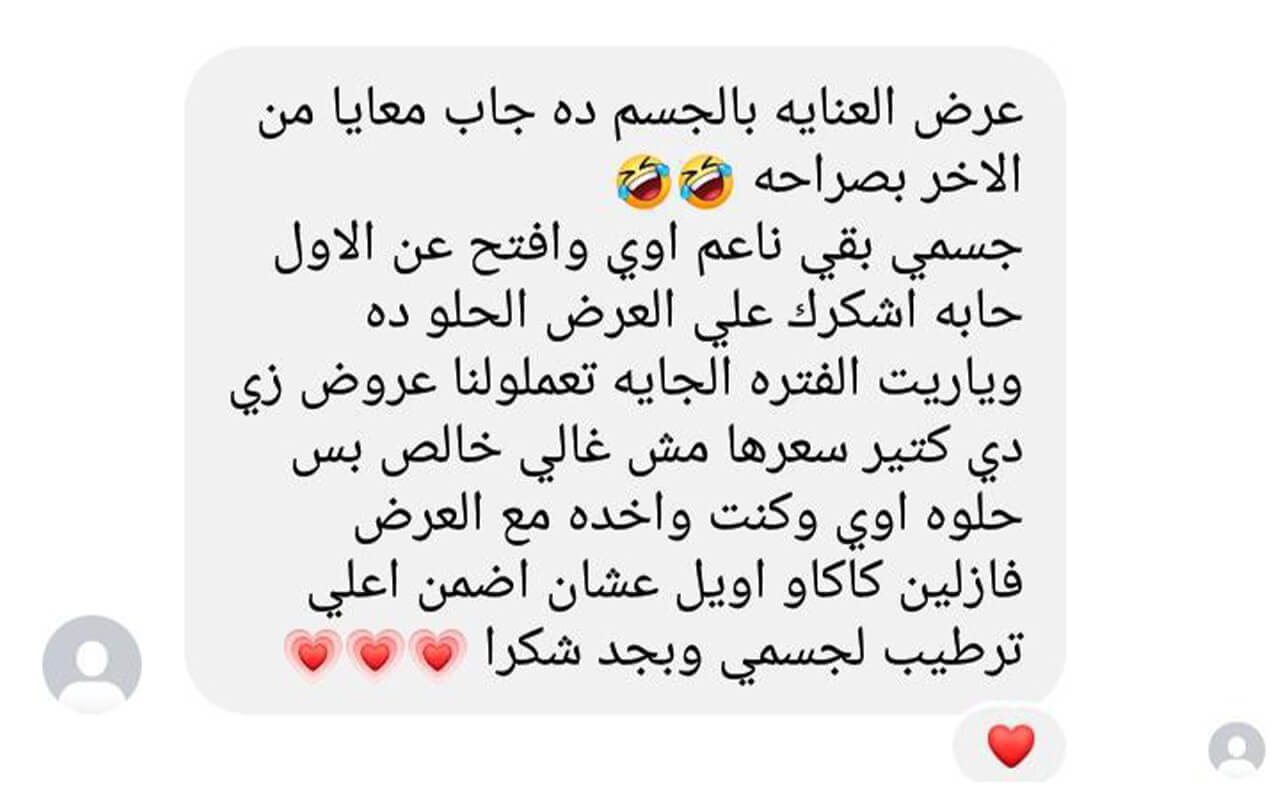 عرض العنايه بالجسم ده جاب معايا من
الاخر بصراحه 🤣🤣
جسمي بقي ناعم اوي وافتح عن الاول
حابه اشكرك علي العرض الحلو ده
وياريت الفتره الجايه تعملولنا عروض زي
دي كتير سعرها مش غالي خالص بس
حلوه اوي وكنت واخده مع العرض
فازلين كاكاو اويل عشان اضمن اعلي
ترطيب لجسمي وبجد شكرا 💗💗💗